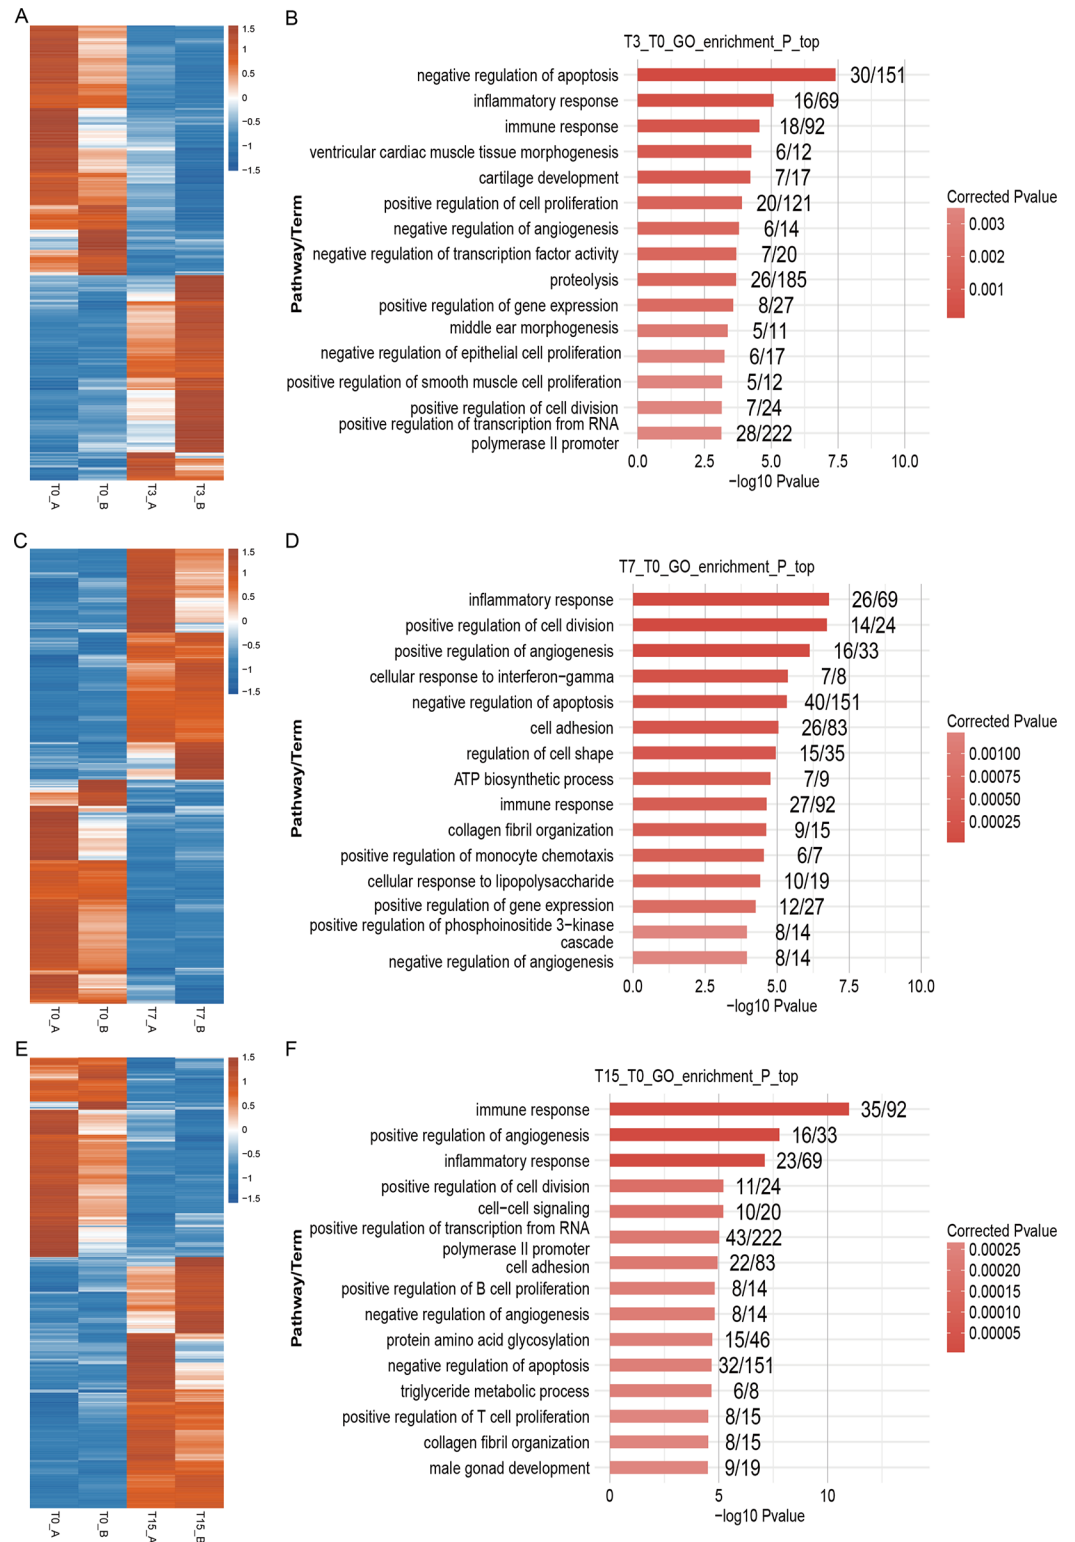 A
1.5
1
0.5
0
−0.5
−1
−1.5
T0_A
T0_B
T3_A
T3_B
B
T3_T0_GO_enrichment_P_top
Pathway/Term
negative regulation of apoptosis 30/151
inflammatory response 16/69
immune response 18/92
ventricular cardiac muscle tissue morphogenesis 6/12
cartilage development 7/17
positive regulation of cell proliferation 20/121
negative regulation of angiogenesis 6/14
negative regulation of transcription factor activity 7/20
proteolysis 26/185
positive regulation of gene expression 8/27
middle ear morphogenesis 5/11
negative regulation of epithelial cell proliferation 6/17
positive regulation of smooth muscle cell proliferation 5/12
positive regulation of cell division 7/24
positive regulation of transcription from RNA
polymerase II promoter 28/222
0.0 2.5 5.0 7.5 10.0
−log10 Pvalue
Corrected Pvalue
0.003
0.002
0.001
C
1.5
1
0.5
0
−0.5
−1
−1.5
T0_A
T0_B
T7_A
T7_B
D
T7_T0_GO_enrichment_P_top
Pathway/Term
inflammatory response 26/69
positive regulation of cell division 14/24
positive regulation of angiogenesis 16/33
cellular response to interferon−gamma 7/8
negative regulation of apoptosis 40/151
cell adhesion 26/83
regulation of cell shape 15/35
ATP biosynthetic process 7/9
immune response 27/92
collagen fibril organization 9/15
positive regulation of monocyte chemotaxis 6/7
cellular response to lipopolysaccharide 10/19
positive regulation of gene expression 12/27
positive regulation of phosphoinositide 3−kinase
cascade 8/14
negative regulation of angiogenesis 8/14
0.0 2.5 5.0 7.5 10.0
−log10 Pvalue
Corrected Pvalue
0.00100
0.00075
0.00050
0.00025
E
1.5
1
0.5
0
−0.5
−1
−1.5
T0_A
T0_B
T15_A
T15_B
F
T15_T0_GO_enrichment_P_top
Pathway/Term
immune response 35/92
positive regulation of angiogenesis 16/33
inflammatory response 23/69
positive regulation of cell division 11/24
cell−cell signaling 10/20
positive regulation of transcription from RNA
polymerase II promoter 43/222
cell adhesion 22/83
positive regulation of B cell proliferation 8/14
negative regulation of angiogenesis 8/14
protein amino acid glycosylation 15/46
negative regulation of apoptosis 32/151
triglyceride metabolic process 6/8
positive regulation of T cell proliferation 8/15
collagen fibril organization 8/15
male gonad development 9/19
0 5 10
−log10 Pvalue
Corrected Pvalue
0.00025
0.00020
0.00015
0.00010
0.00005